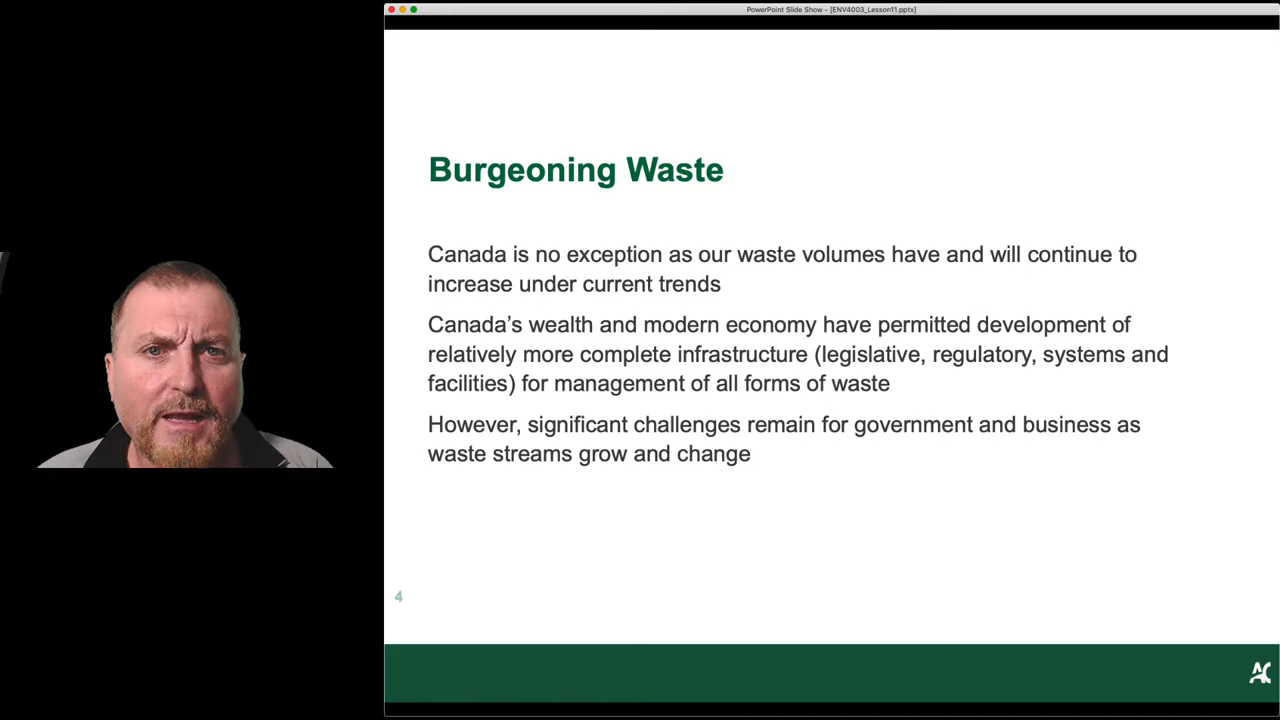 PowerPoint Slide Show - [ENV4003_Lesson11.pptx]
Burgeoning Waste
Canada is no exception as our waste volumes have and will continue to
increase under current trends
Canada’s wealth and modern economy have permitted development of
relatively more complete infrastructure (legislative, regulatory, systems and
facilities) for management of all forms of waste
However, significant challenges remain for government and business as
waste streams grow and change
4
AC